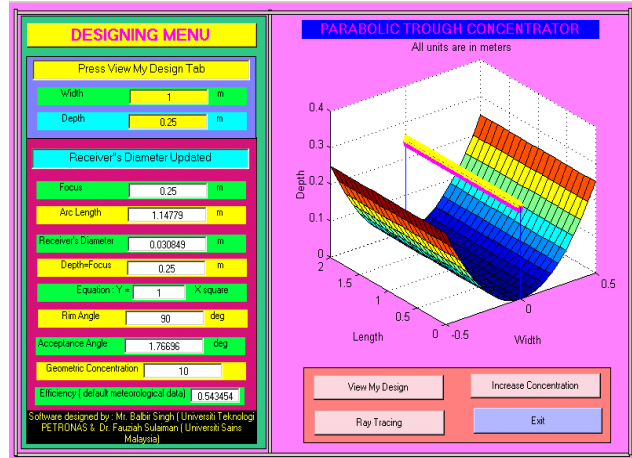 DESIGNING MENU
Press View My Design Tab
Width 1 m
Depth 0.25 m
Receiver"s Diameter Updated
Focus 0.25 m
Arc Length 1.14779 m
Receiver's Diameter 0.030849 m
Depth=Focus 0.25 m
Equation : Y = 1 X square
Rim Angle 90 deg
Acceptance Angle 1.76696 deg
Geometric Concentration 10
Efficiency ( default meteorological data) 0.543454
Software designed by : Mr. Balbir Singh ( Universiti Teknologi
PETRONAS & Dr. Fauziah Sulaiman ( Universiti Sains
Malaysia)
PARABOLIC TROUGH CONCENTRATOR
All units are in meters
0.4
0.3
0.2
0.1
0
Depth
2
1.5
1
0.5
0
Length
-0.5
0
0.5
Width
View My Design
Increase Concentration
Ray Tracing
Exit